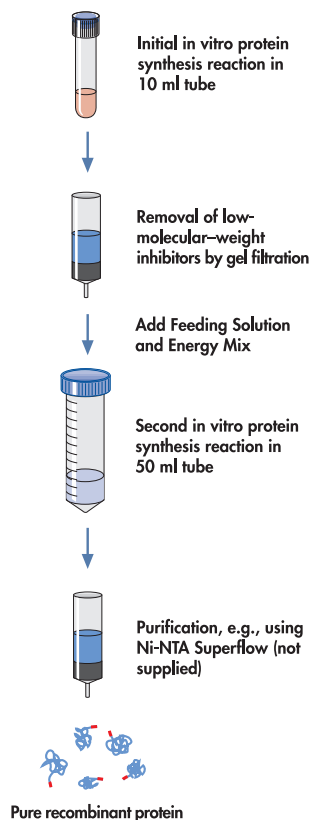 Initial in vitro protein
synthesis reaction in
10 ml tube
Removal of low-
molecular–weight
inhibitors by gel filtration
Add Feeding Solution
and Energy Mix
Second in vitro protein
synthesis reaction in
50 ml tube
Purification, e.g., using
Ni-NTA Superflow (not
supplied)
Pure recombinant protein